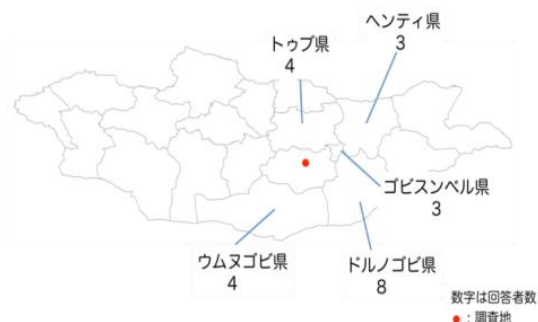 ヘンティ県
3
トゥブ県
4
ゴビスンベル県
3
ウムヌゴビ県
4
ドルノゴビ県
8
数字は回答者数
●：調査地